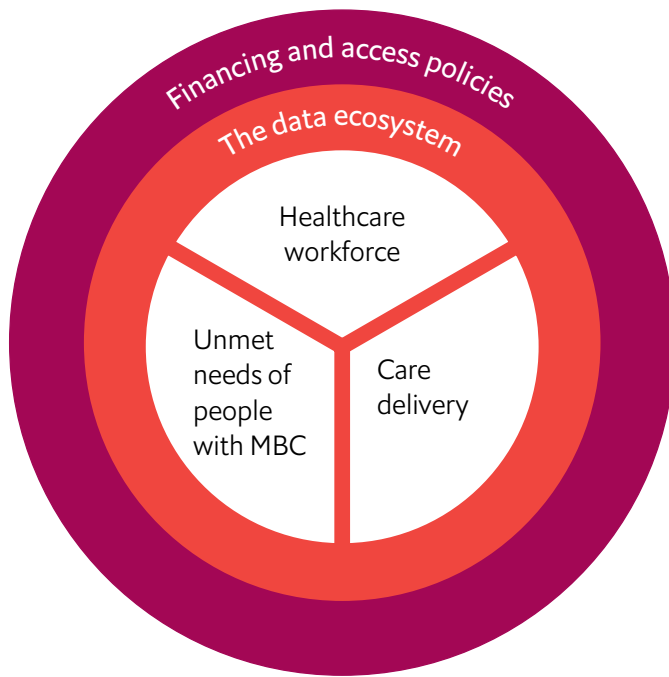 Financing and access policies
The data ecosystem
Healthcare
workforce
Unmet
needs of
people
with MBC
Care
delivery